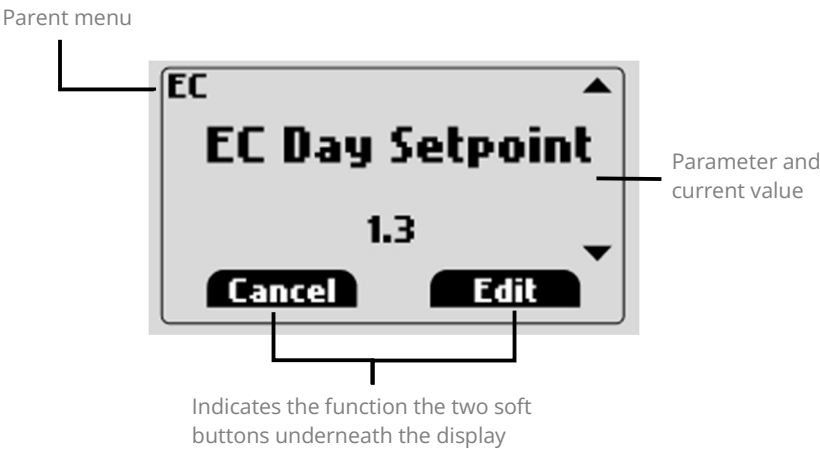 Parent menu
EC
EC Day Setpoint
Parameter and
current value
1.3
Cancel Edit
Indicates the function the two soft
buttons underneath the display